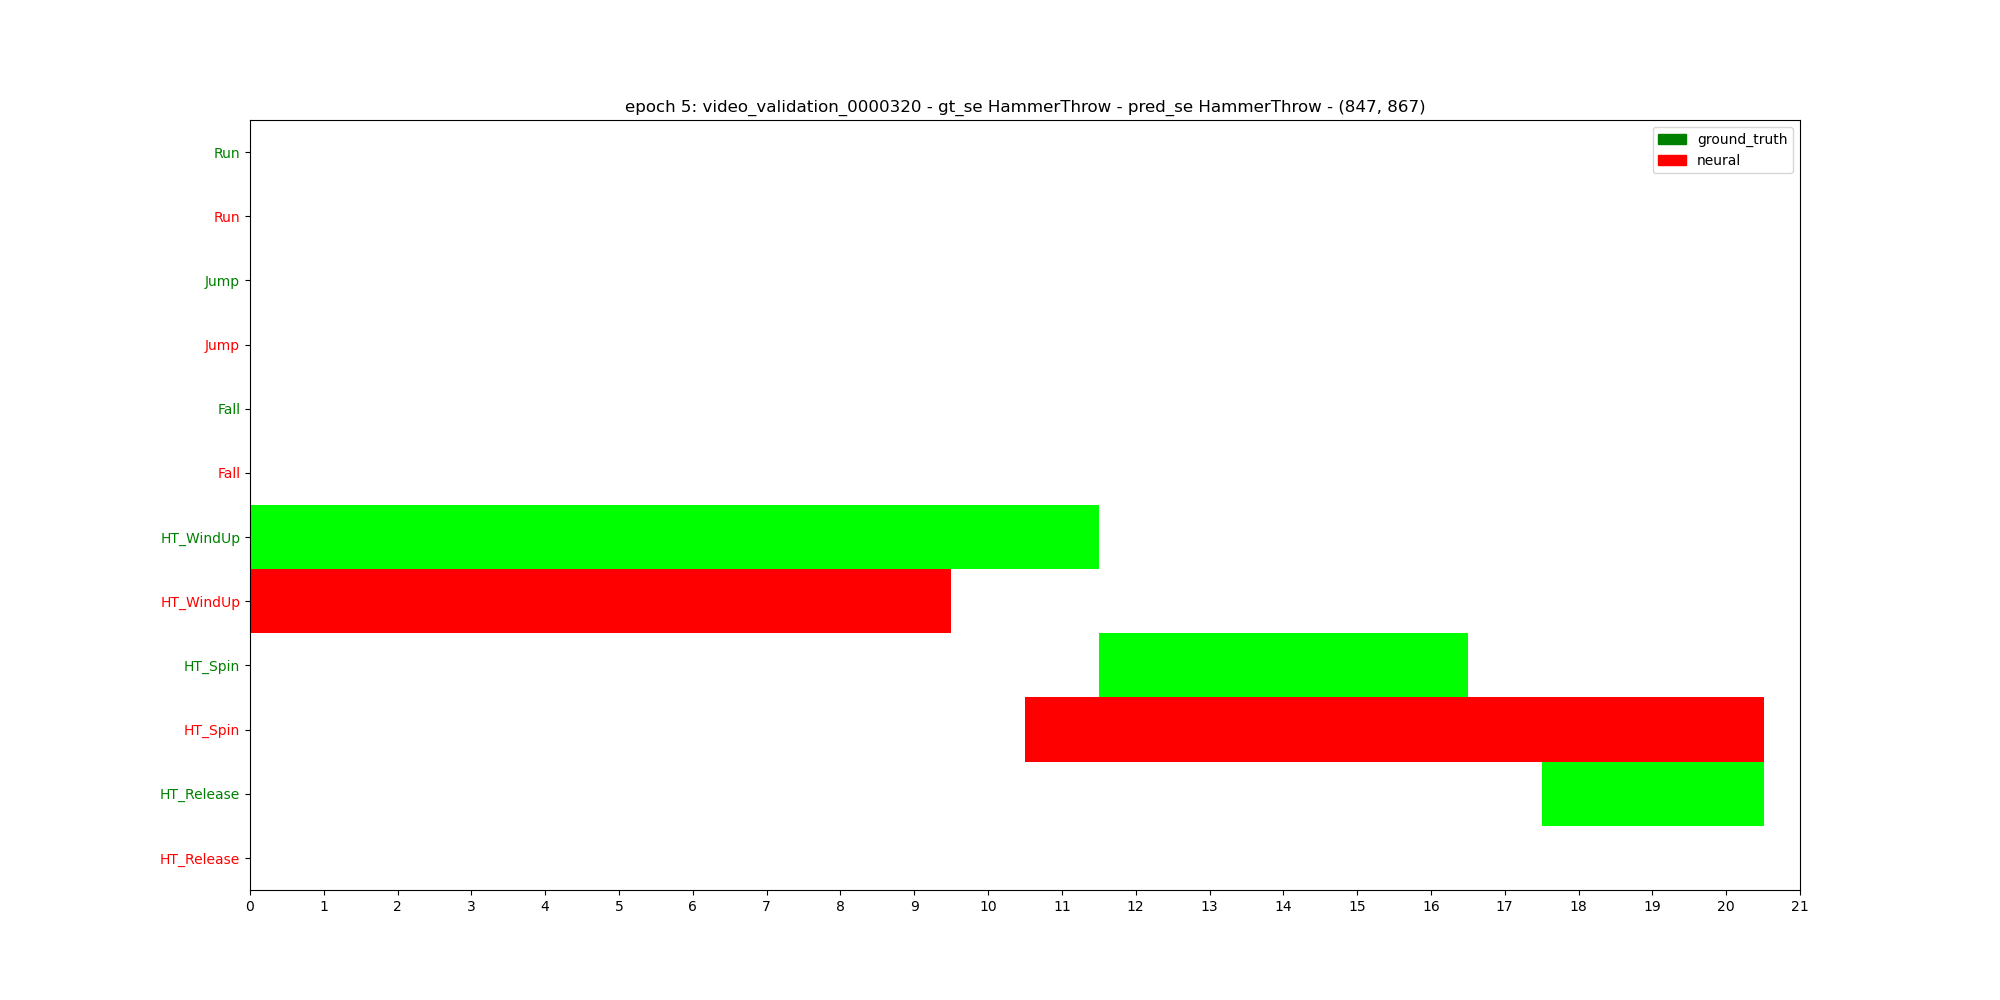 epoch 5: video_validation_0000320 - gt_se HammerThrow - pred_se HammerThrow - (847, 867)
ground_truth
neural
Run
Run
Jump
Jump
Fall
Fall
HT_WindUp
HT_WindUp
HT_Spin
HT_Spin
HT_Release
HT_Release
0 1 2 3 4 5 6 7 8 9 10 11 12 13 14 15 16 17 18 19 20 21